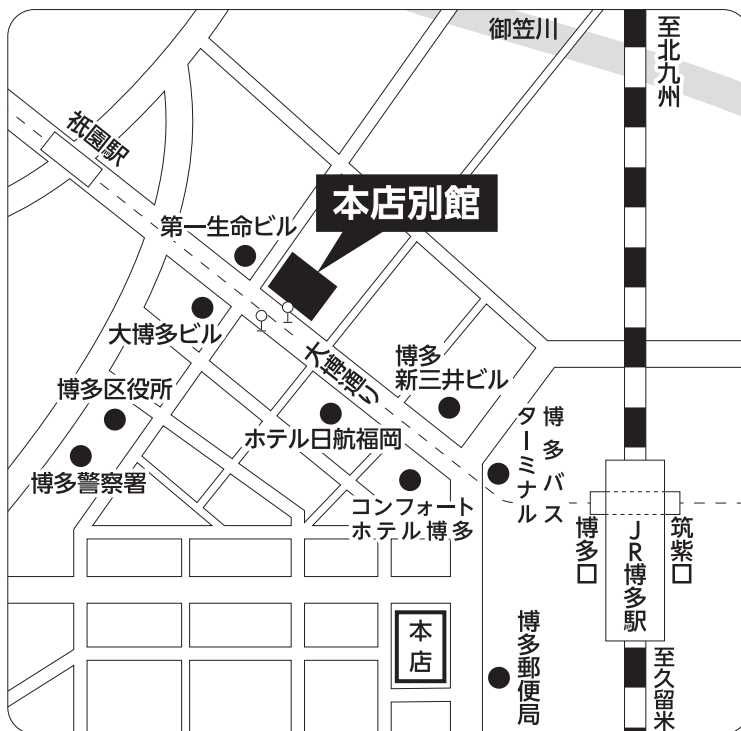 御笠川
至北九州
祇園駅
本店別館
第一生命ビル
大博多ビル
大博通り
博多
新三井ビル
博多区役所
ホテル日航福岡
博多警察署
コンフォート
ホテル博多
博多バス
ターミナル
博多口
JR博多駅
筑紫口
本店
博多郵便局
至久留米